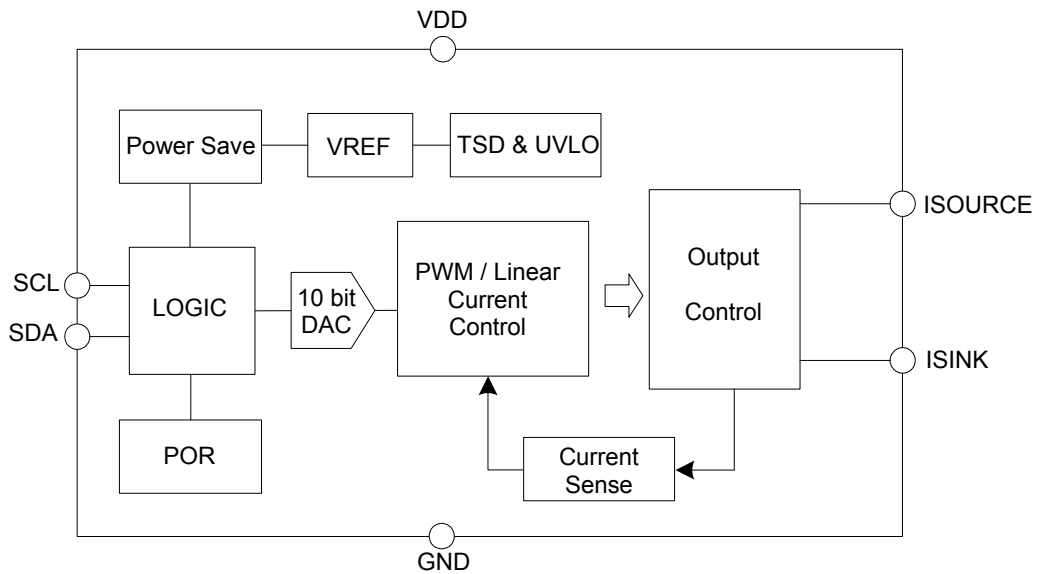 VDD
Power Save
VREF
TSD & UVLO
ISOURCE
SCL
SDA
LOGIC
10 bit
DAC
PWM / Linear
Current
Control
Output
Control
ISINK
POR
Current
Sense
GND